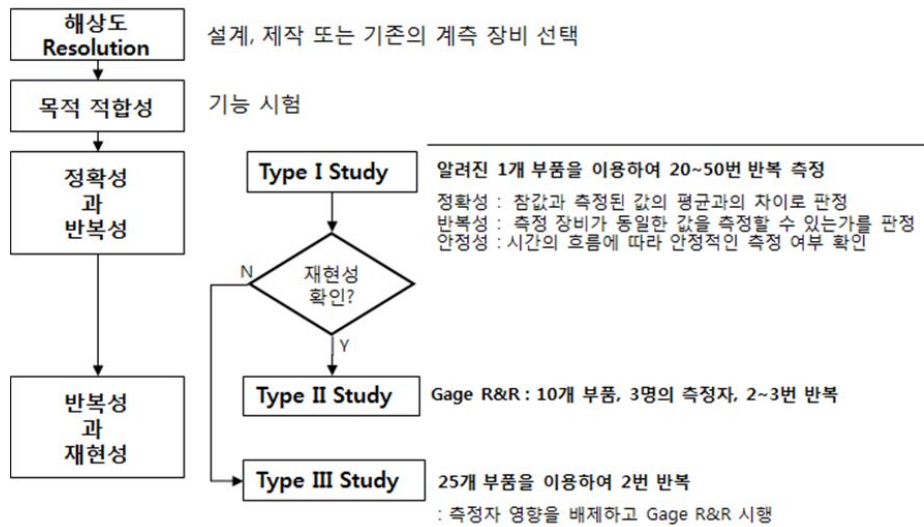 해상도
Resolution
설계, 제작 또는 기존의 계측 장비 선택
목적 적합성
기능 시험
정확성
과
반복성
Type I Study
알려진 1개 부품을 이용하여 20~50번 반복 측정
정확성 : 참값과 측정된 값의 평균과의 차이로 판정
반복성 : 측정 장비가 동일한 값을 측정할 수 있는가를 판정
안정성 : 시간의 흐름에 따라 안정적인 측정 여부 확인
N
재현성
확인?
Y
반복성
과
재현성
Type II Study
Gage R&R : 10개 부품, 3명의 측정자, 2~3번 반복
Type III Study
25개 부품을 이용하여 2번 반복
: 측정자 영향을 배제하고 Gage R&R 시행